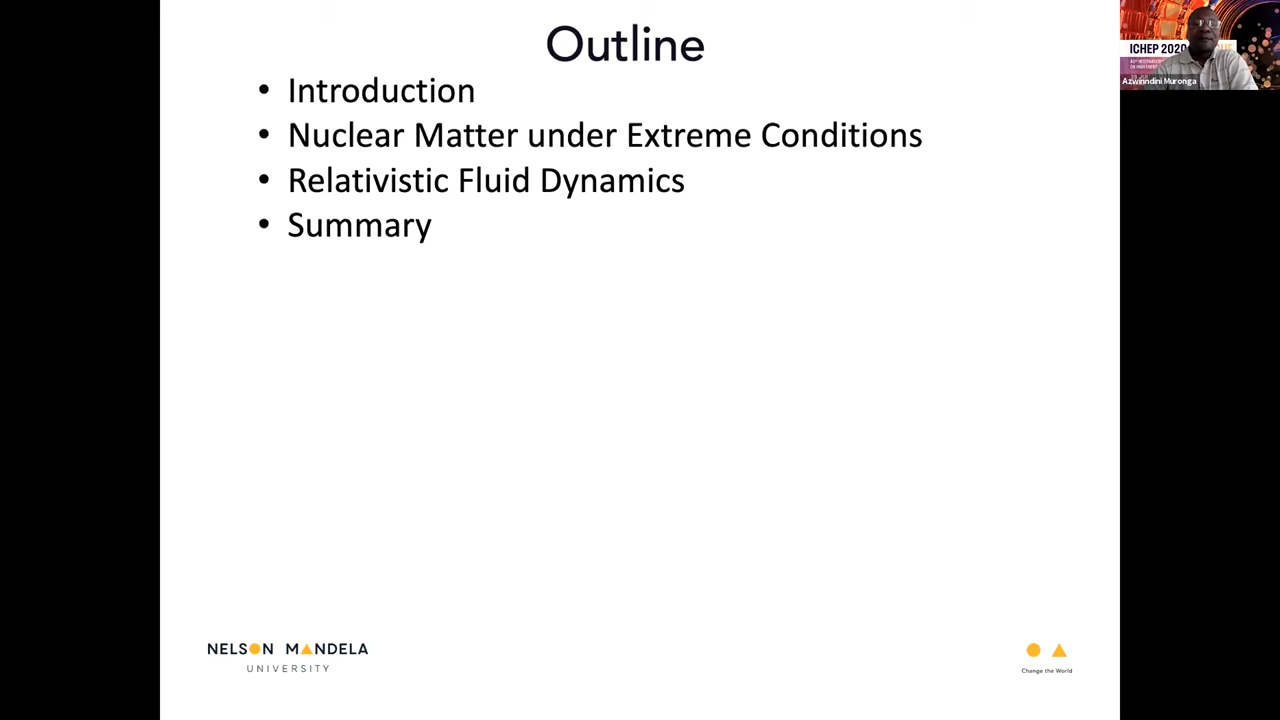 Outline
• Introduction
• Nuclear Matter under Extreme Conditions
• Relativistic Fluid Dynamics
• Summary
ICHEP 2020
Azwinndini Muronga
NELSON MANDELA
UNIVERSITY
Change the World